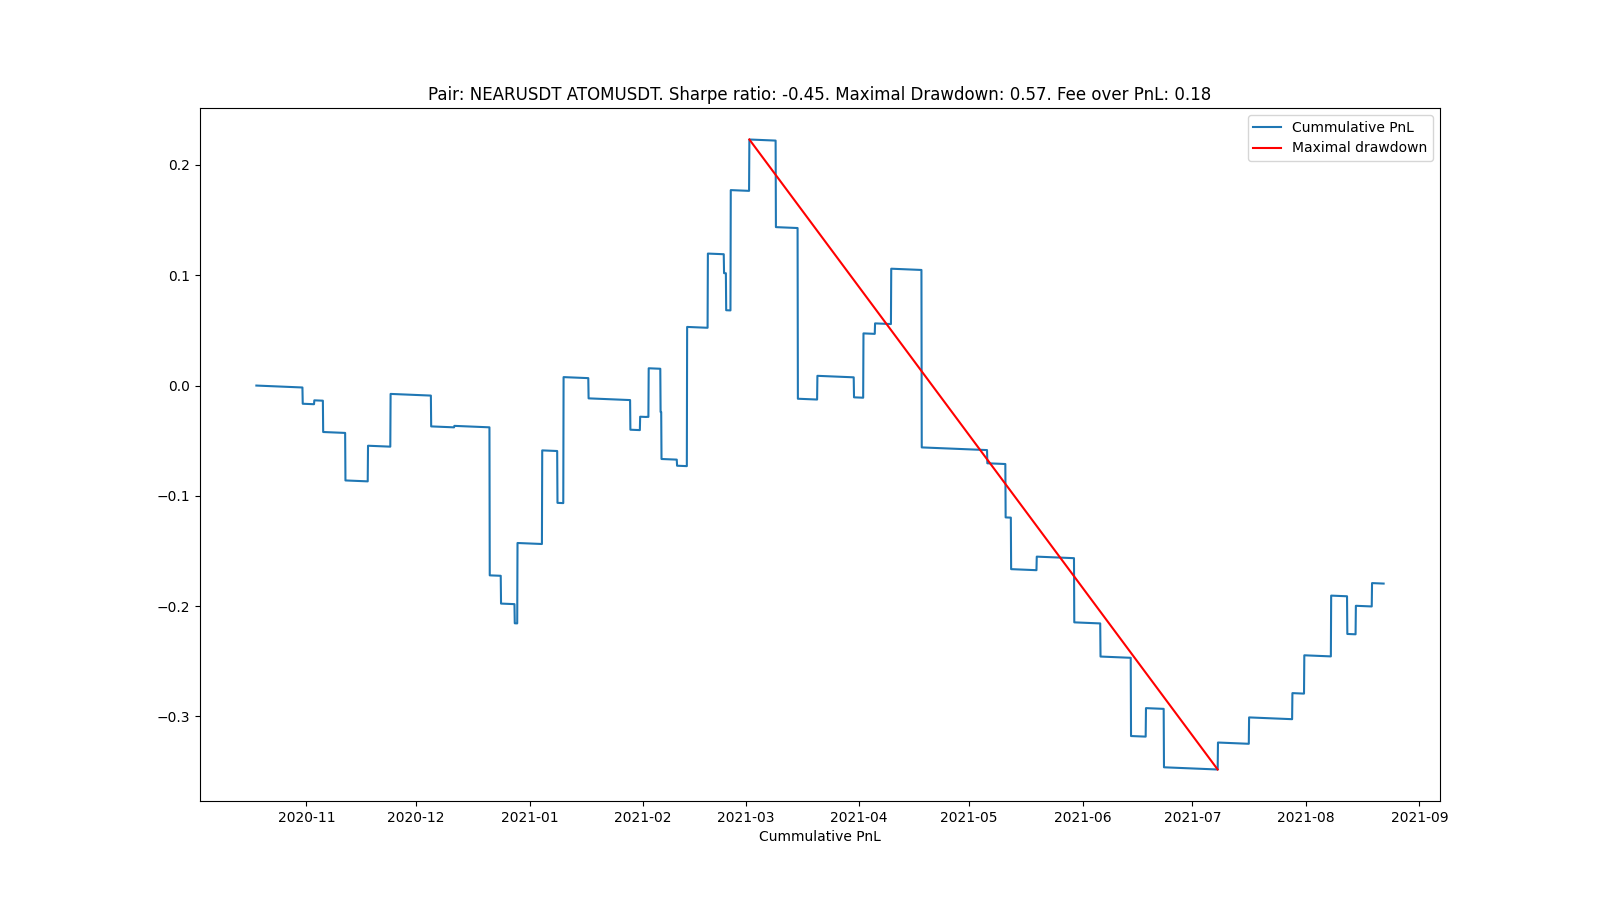 Pair: NEARUSDT ATOMUSDT. Sharpe ratio: -0.45. Maximal Drawdown: 0.57. Fee over PnL: 0.18
Cummulative PnL
Maximal drawdown
0.2
0.1
0.0
−0.1
−0.2
−0.3
2020-11 2020-12 2021-01 2021-02 2021-03 2021-04 2021-05 2021-06 2021-07 2021-08 2021-09
Cummulative PnL